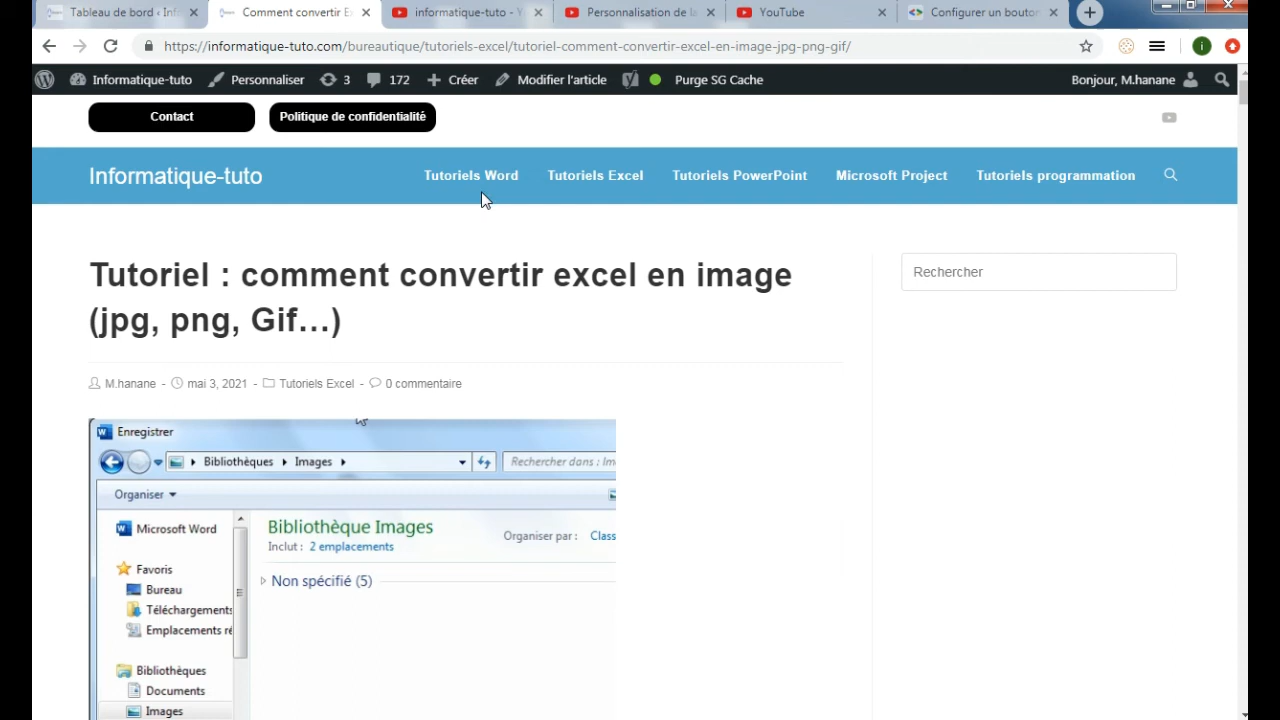 Tableau de bord ‹ Inf
Comment convertir E
informatique-tuto - Y
Personnalisation de la
YouTube
Configurer un bouton
https://informatique-tuto.com/bureautique/tutoriels-excel/tutoriel-comment-convertir-excel-en-image-jpg-png-gif/
Informatique-tuto Personnaliser 3 172 Créer Modifier l'article Purge SG Cache Bonjour, M.hanane
Contact Politique de confidentialité
Informatique-tuto Tutoriels Word Tutoriels Excel Tutoriels PowerPoint Microsoft Project Tutoriels programmation
Tutoriel : comment convertir excel en image
(jpg, png, Gif…)
Rechercher
M.hanane - mai 3, 2021 - Tutoriels Excel - 0 commentaire
Enregistrer
Bibliothèques Images Rechercher dans : Im
Organiser
Microsoft Word
Bibliothèque Images
Inclut : 2 emplacements
Organiser par : Class
Favoris
Non spécifié (5)
Bureau
Téléchargements
Emplacements ré
Bibliothèques
Documents
Images